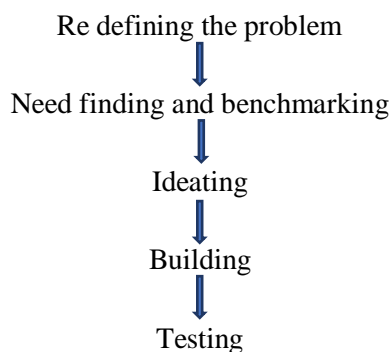 Re defining the problem
Need finding and benchmarking
Ideating
Building
Testing